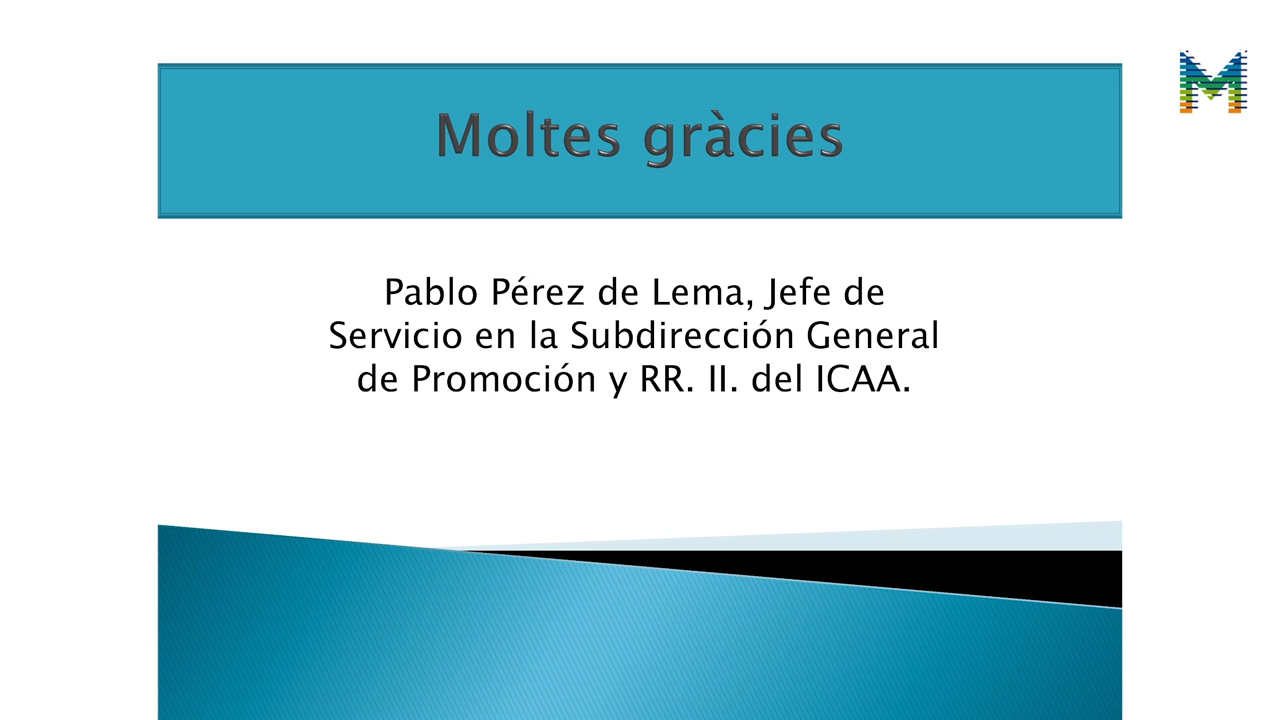 Moltes gràcies
Pablo Pérez de Lema, Jefe de
Servicio en la Subdirección General
de Promoción y RR. II. del ICAA.
M